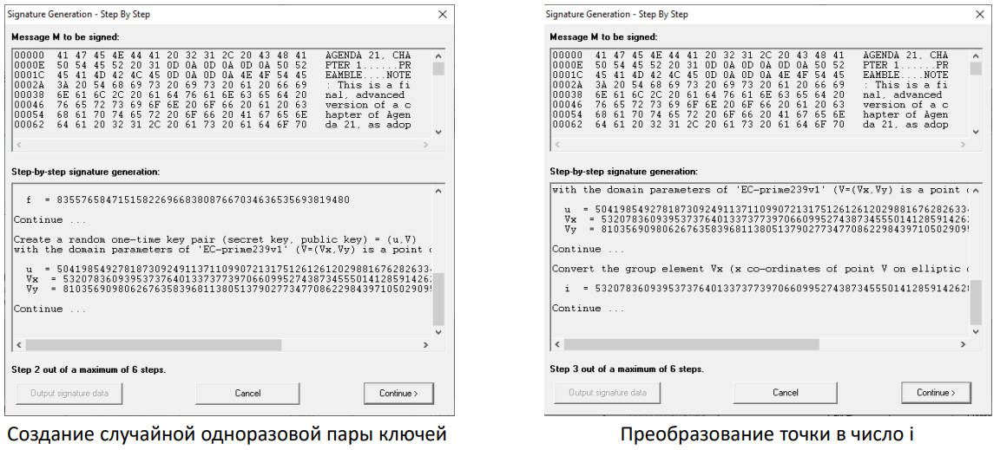 Signature Generation - Step By Step
Message M to be signed:
00000 41 47 45 4E 44 41 20 32 31 2C 20 43 48 41 AGENDA 21, CHA
0000E 50 54 45 52 20 31 0D 0A 0D 0A 0D 0A 50 52 PTER 1......PR
0001C 45 41 4D 42 4C 45 0D 0A 0D 0A 4E 4F 54 45 EAMBLE....NOTE
0002A 3A 20 54 68 69 73 20 69 73 20 61 20 66 69 : This is a fi
00038 6E 61 6C 2C 20 61 64 76 61 6E 63 65 64 20 nal, advanced
00046 76 65 72 73 69 6F 6E 20 6F 66 20 61 20 63 version of a c
00054 68 61 70 74 65 72 20 6F 66 20 41 67 65 6E hapter of Agen
00062 64 61 20 32 31 2C 20 61 73 20 61 64 6F 70 da 21, as adop
Step-by-step signature generation:
f = 835576584715158226966838087667034636535693819480
Continue ...
Create a random one-time key pair (secret key, public key) = (u,V)
with the domain parameters of 'EC-prime239v1' (V=(Vx,Vy) is a point
u = 50419854927818730924911371109907213175126126120298816762826334
Vx = 53207836093953737640133773970660995274387345550141285914262
Vy = 8103569098062676358396811380513790277347708622984397105029095
Continue ...
Step 2 out of a maximum of 6 steps.
Output signature data
Cancel
Continue >
Создание случайной одноразовой пары ключей
Signature Generation - Step By Step
Message M to be signed:
00000 41 47 45 4E 44 41 20 32 31 2C 20 43 48 41 AGENDA 21, CHA
0000E 50 54 45 52 20 31 0D 0A 0D 0A 0D 0A 50 52 PTER 1......PR
0001C 45 41 4D 42 4C 45 0D 0A 0D 0A 4E 4F 54 45 EAMBLE....NOTE
0002A 3A 20 54 68 69 73 20 69 73 20 61 20 66 69 : This is a fi
00038 6E 61 6C 2C 20 61 64 76 61 6E 63 65 64 20 nal, advanced
00046 76 65 72 73 69 6F 6E 20 6F 66 20 61 20 63 version of a c
00054 68 61 70 74 65 72 20 6F 66 20 41 67 65 6E hapter of Agen
00062 64 61 20 32 31 2C 20 61 73 20 61 64 6F 70 da 21, as adop
Step-by-step signature generation:
with the domain parameters of 'EC-prime239v1' (V=(Vx,Vy) is a point
u = 50419854927818730924911371109907213175126126120298816762826334
Vx = 53207836093953737640133773970660995274387345550141285914262
Vy = 8103569098062676358396811380513790277347708622984397105029095
Continue ...
Convert the group element Vx (x co-ordinates of point V on elliptic
i = 532078360939537376401337739706609952743873455501412859142628
Continue ...
Step 3 out of a maximum of 6 steps.
Output signature data
Cancel
Continue >
Преобразование точки в число i